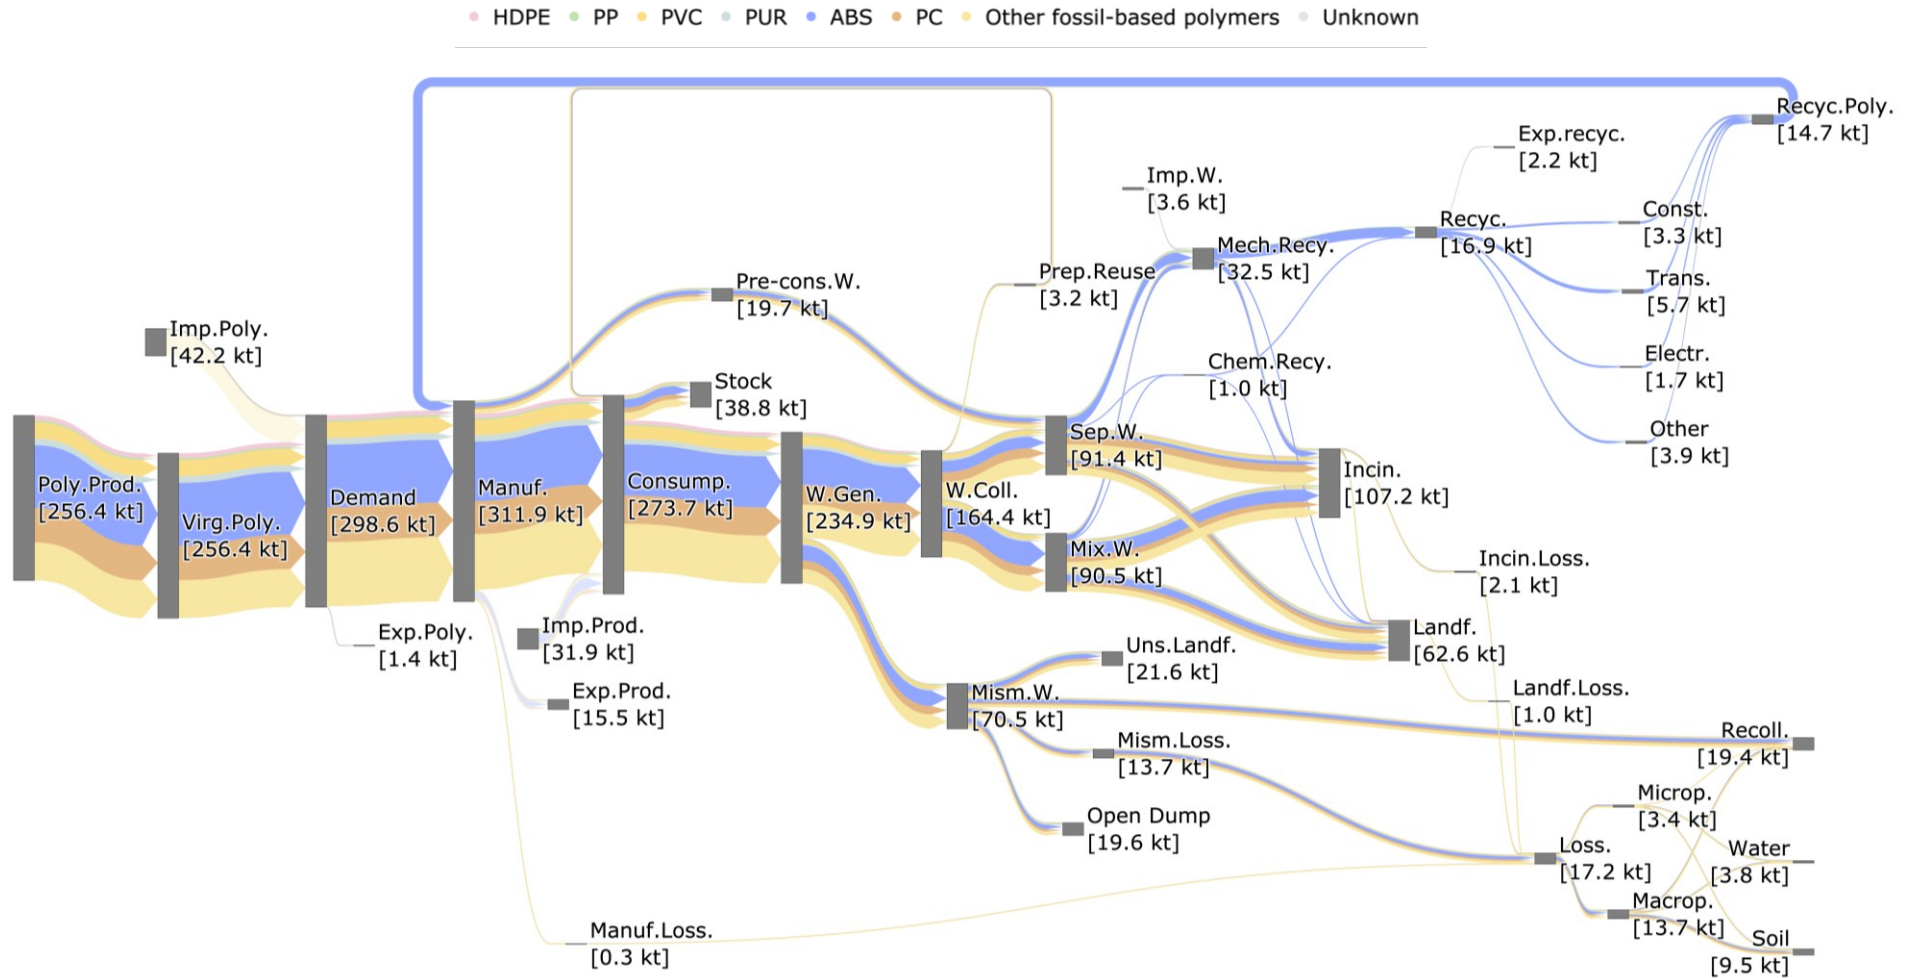 HDPE PP PVC PUR ABS PC Other fossil-based polymers Unknown
Recyc.Poly.
[14.7 kt]
Exp.recyc.
[2.2 kt]
Imp.W.
[3.6 kt]
Const.
[3.3 kt]
Recyc.
[16.9 kt]
Mech.Recy.
[32.5 kt]
Prep.Reuse
[3.2 kt]
Pre-cons.W.
[19.7 kt]
Trans.
[5.7 kt]
Imp.Poly.
[42.2 kt]
Electr.
[1.7 kt]
Chem.Recy.
[1.0 kt]
Stock
[38.8 kt]
Other
[3.9 kt]
Sep.W.
[91.4 kt]
Incin.
[107.2 kt]
Poly.Prod.
[256.4 kt]
Virg.Poly.
[256.4 kt]
Demand
[298.6 kt]
Manuf.
[311.9 kt]
Consump.
[273.7 kt]
W.Gen.
[234.9 kt]
W.Coll.
[164.4 kt]
Mix.W.
[90.5 kt]
Incin.Loss.
[2.1 kt]
Exp.Poly.
[1.4 kt]
Imp.Prod.
[31.9 kt]
Landf.
[62.6 kt]
Uns.Landf.
[21.6 kt]
Exp.Prod.
[15.5 kt]
Mism.W.
[70.5 kt]
Landf.Loss.
[1.0 kt]
Recoll.
[19.4 kt]
Mism.Loss.
[13.7 kt]
Microp.
[3.4 kt]
Open Dump
[19.6 kt]
Loss.
[17.2 kt]
Water
[3.8 kt]
Macrop.
[13.7 kt]
Manuf.Loss.
[0.3 kt]
Soil
[9.5 kt]